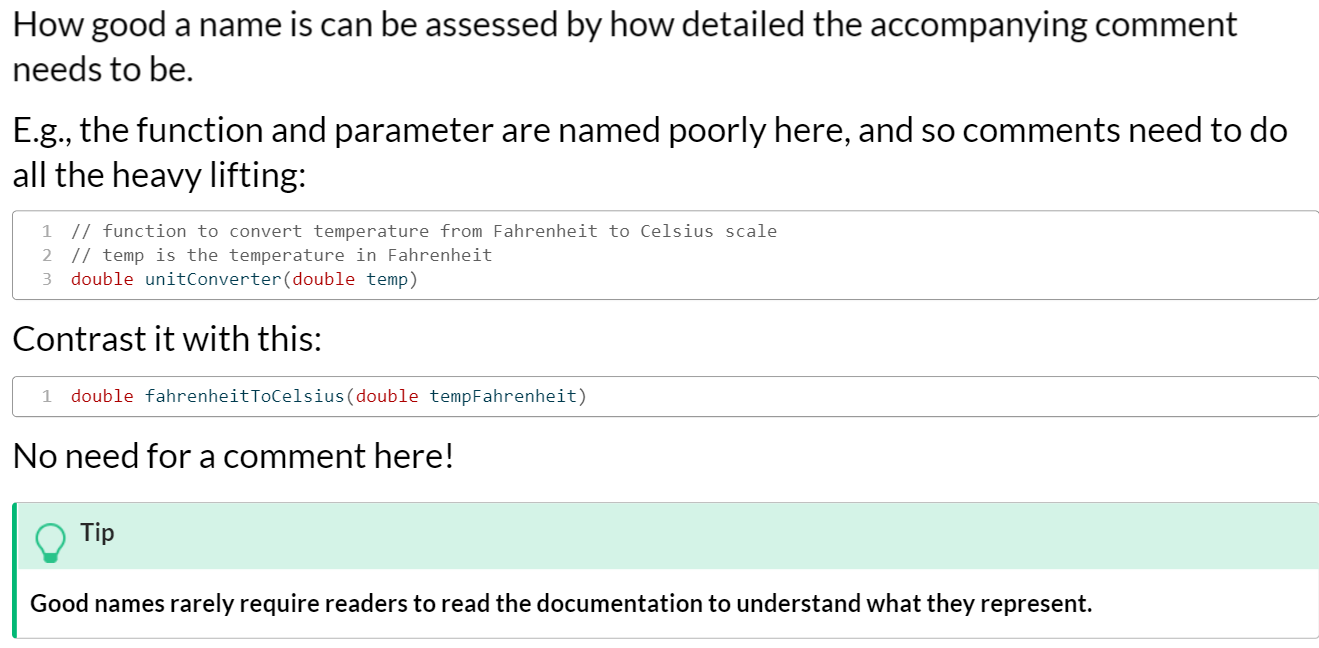 How good a name is can be assessed by how detailed the accompanying comment
needs to be.
E.g., the function and parameter are named poorly here, and so comments need to do
all the heavy lifting:
1 // function to convert temperature from Fahrenheit to Celsius scale
2 // temp is the temperature in Fahrenheit
3 double unitConverter(double temp)
Contrast it with this:
1 double fahrenheitToCelsius(double tempFahrenheit)
No need for a comment here!
Tip
Good names rarely require readers to read the documentation to understand what they represent.